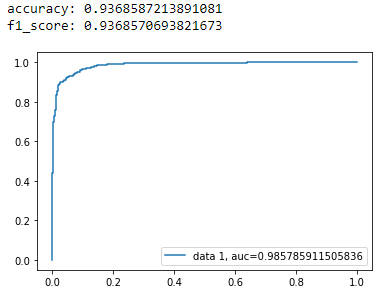 accuracy: 0.9368587213891081
f1_score: 0.9368570693821673
1.0
0.8
0.6
0.4
0.2
0.0
data 1, auc=0.985785911505836
0.0 0.2 0.4 0.6 0.8 1.0